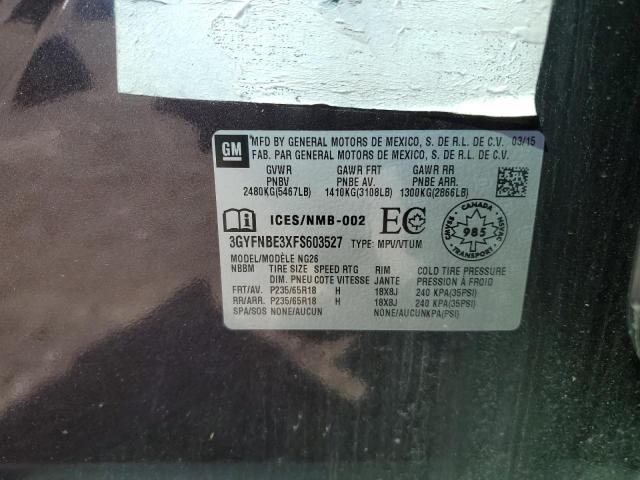 GM
MFD BY GENERAL MOTORS DE MEXICO, S. DE R.L. DE C.V. 03/15
FAB. PAR GENERAL MOTORS DE MEXICO, S. DE R.L. DE C.V.
GVWR GAWR FRT GAWR RR
PNBV PNBE AV. PNBE ARR.
2480KG(5467LB) 1410KG(3108LB) 1300KG(2866LB)
ICES/NMB-002 EC
CANADA
985
3GYFNBE3XFS603527 TYPE: MPV/VTUM
MODEL/MODÈLE NG26
NBBM TIRE SIZE SPEED RTG RIM COLD TIRE PRESSURE
DIM. PNEU COTE VITESSE JANTE PRESSION À FROID
FRT/AV. P235/65R18 H 18X8J 240 KPA(35PSI)
RR/ARR. P235/65R18 H 18X8J 240 KPA(35PSI)
SPA/SOS NONE/AUCUN NONE/AUCUNKPA(PSI)